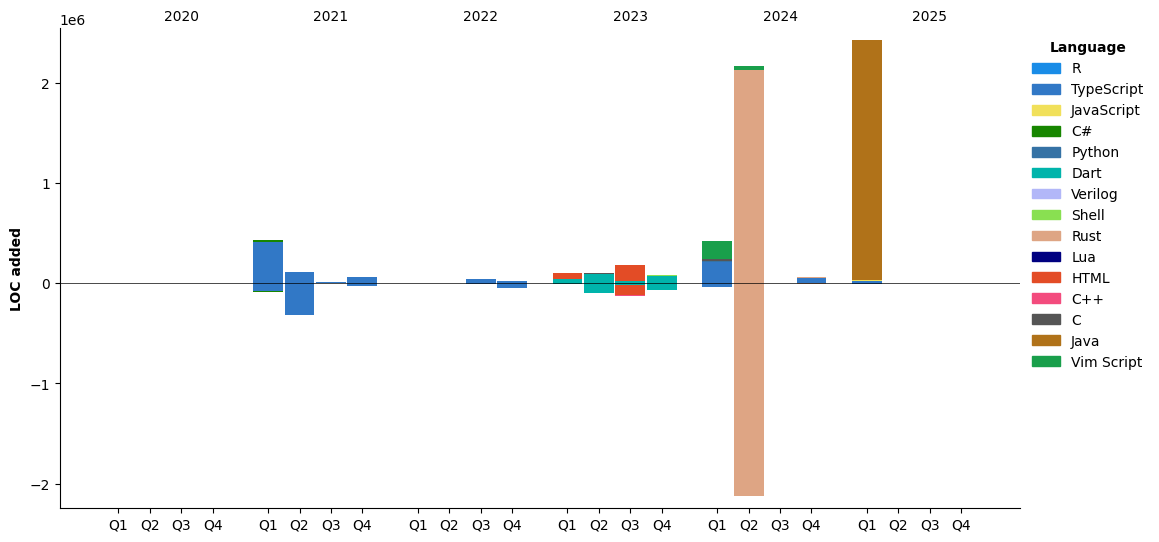 1e6
2020 2021 2022 2023 2024 2025
LOC added
2
1
0
−1
−2
Q1 Q2 Q3 Q4 Q1 Q2 Q3 Q4 Q1 Q2 Q3 Q4 Q1 Q2 Q3 Q4 Q1 Q2 Q3 Q4 Q1 Q2 Q3 Q4
Language
R
TypeScript
JavaScript
C#
Python
Dart
Verilog
Shell
Rust
Lua
HTML
C++
C
Java
Vim Script